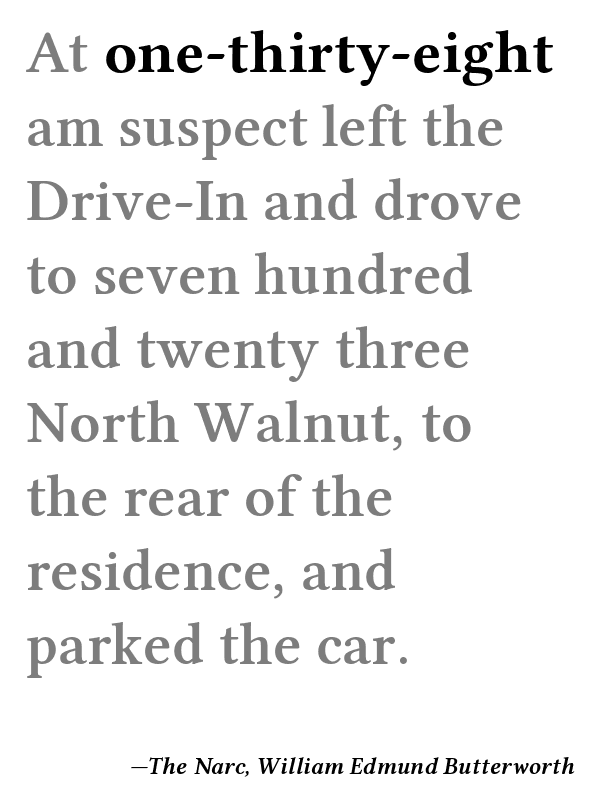 At one-thirty-eight
am suspect left the
Drive-In and drove
to seven hundred
and twenty three
North Walnut, to
the rear of the
residence, and
parked the car.
—The Narc, William Edmund Butterworth